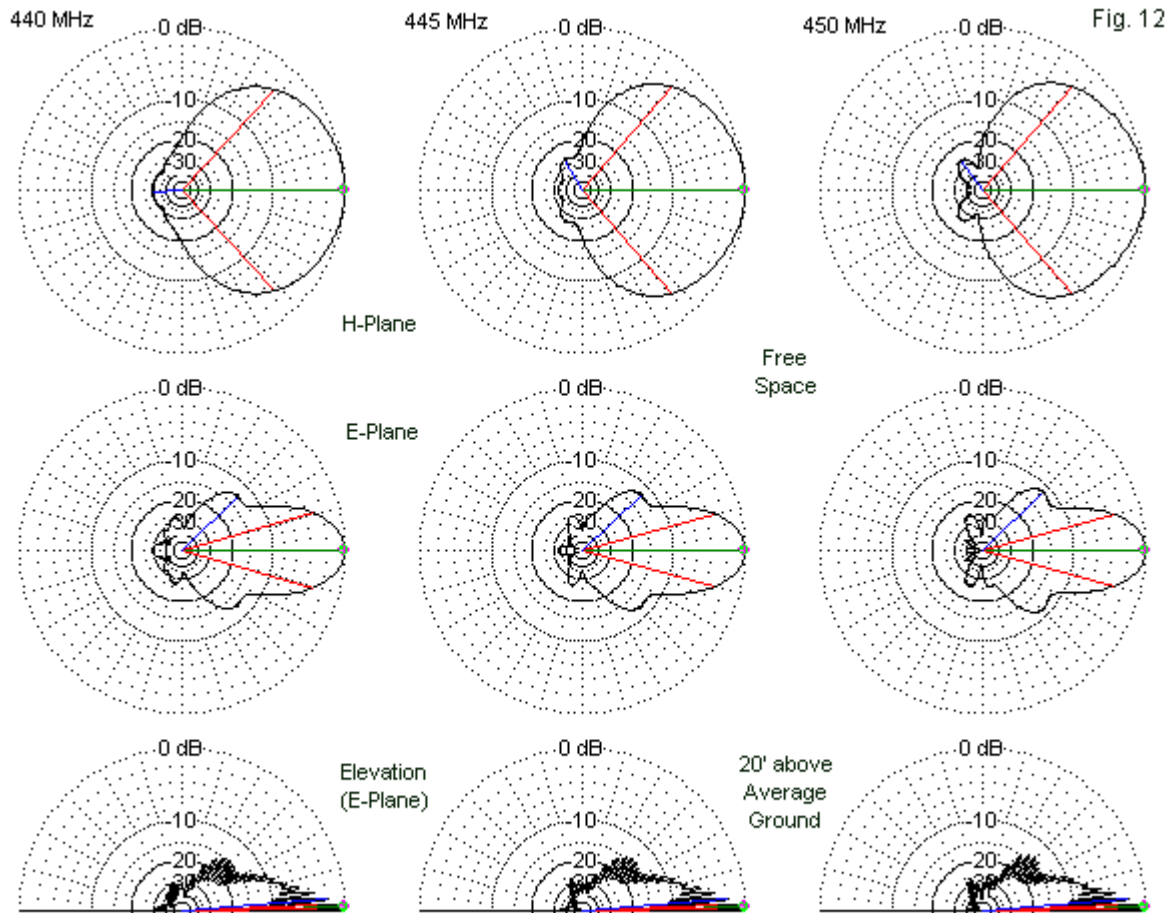 440 MHz 0 dB 445 MHz 0 dB 450 MHz 0 dB Fig. 12
-10 -10 -10
20 20 20
30 30 30
H-Plane
Free
Space
0 dB 0 dB 0 dB
E-Plane
-10 -10 -10
-20 -20 -20
30 30 30
0 dB 0 dB 0 dB
Elevation
(E-Plane)
20' above
Average
Ground
-10 -10 -10
-20 -20 -20
30 30 30